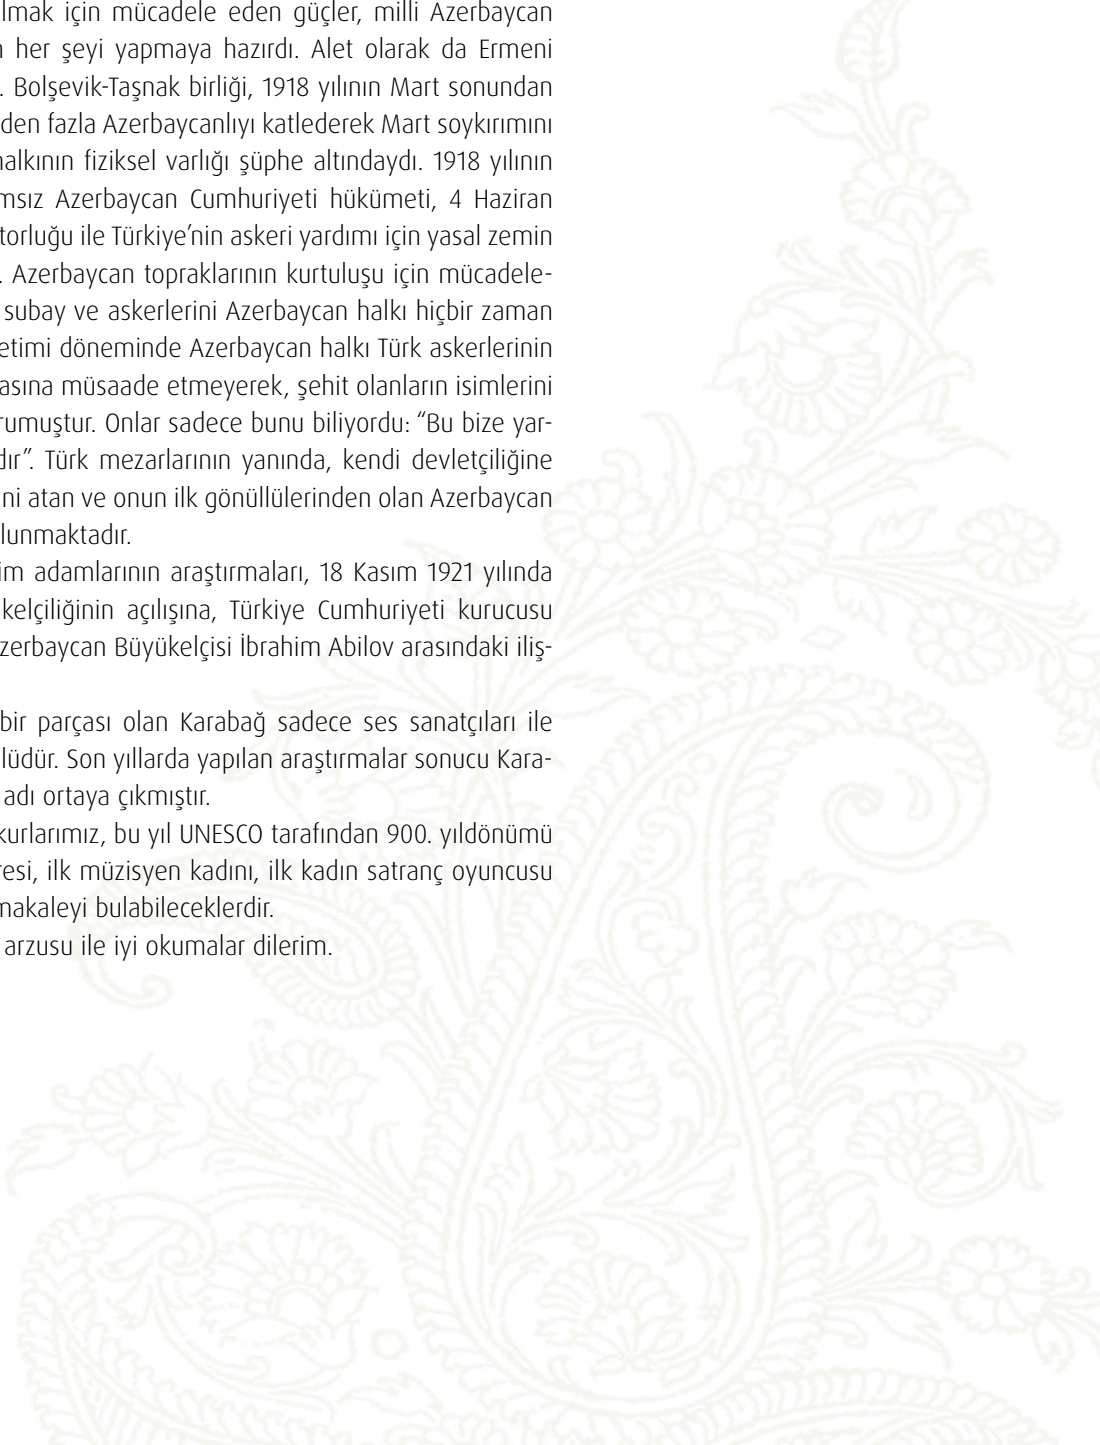 lmak için mücadele eden güçler, milli Azerbaycan
her şeyi yapmaya hazırdı. Alet olarak da Ermeni
. Bolşevik-Taşnak birliği, 1918 yılının Mart sonundan
den fazla Azerbaycanlıyı katlederek Mart soykırımını
halkının fiziksel varlığı şüphe altındaydı. 1918 yılının
msız Azerbaycan Cumhuriyeti hükümeti, 4 Haziran
torluğu ile Türkiye’nin askeri yardımı için yasal zemin
. Azerbaycan topraklarının kurtuluşu için mücadele-
subay ve askerlerini Azerbaycan halkı hiçbir zaman
etimi döneminde Azerbaycan halkı Türk askerlerinin
asına müsaade etmeyerek, şehit olanların isimlerini
rumuştur. Onlar sadece bunu biliyordu: “Bu bize yar-
dır”. Türk mezarlarının yanında, kendi devletçiliğine
ni atan ve onun ilk gönüllülerinden olan Azerbaycan
lunmaktadır.
im adamlarının araştırmaları, 18 Kasım 1921 yılında
kelçiliğinin açılışına, Türkiye Cumhuriyeti kurucusu
zerbaycan Büyükelçisi İbrahim Abilov arasındaki iliş-
bir parçası olan Karabağ sadece ses sanatçıları ile
lüdür. Son yıllarda yapılan araştırmalar sonucu Kara-
adı ortaya çıkmıştır.
kurlarımız, bu yıl UNESCO tarafından 900. yıldönümü
resi, ilk müzisyen kadını, ilk kadın satranç oyuncusu
makaleyi bulabileceklerdir.
arzusu ile iyi okumalar dilerim.